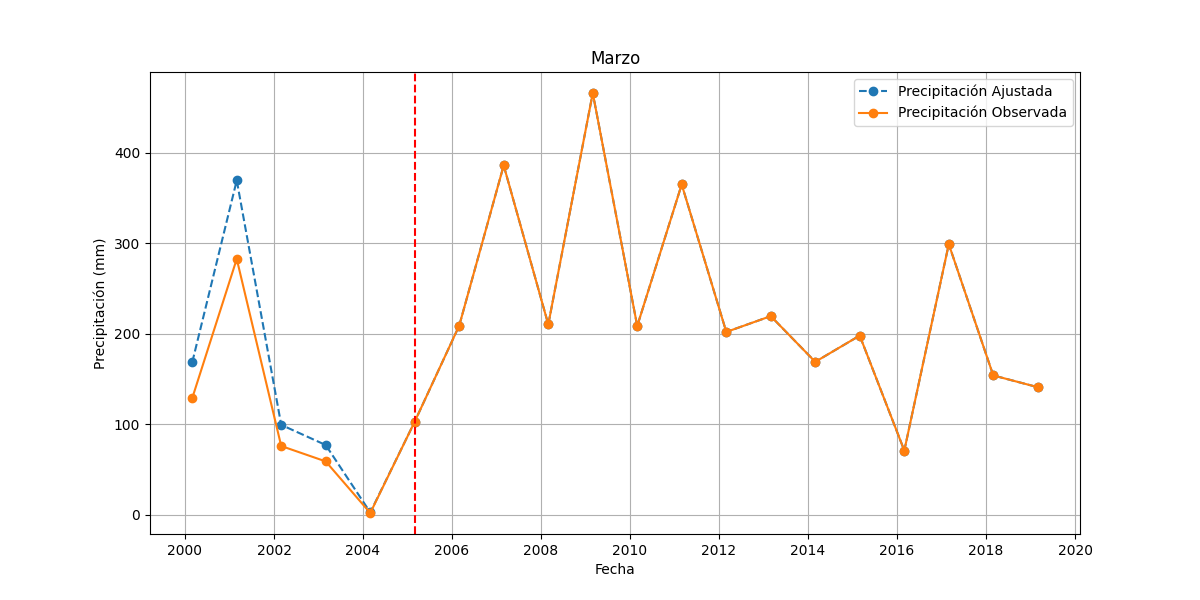 Marzo
Precipitación Ajustada
Precipitación Observada
Precipitación (mm)
400
300
200
100
0
2000 2002 2004 2006 2008 2010 2012 2014 2016 2018 2020
Fecha